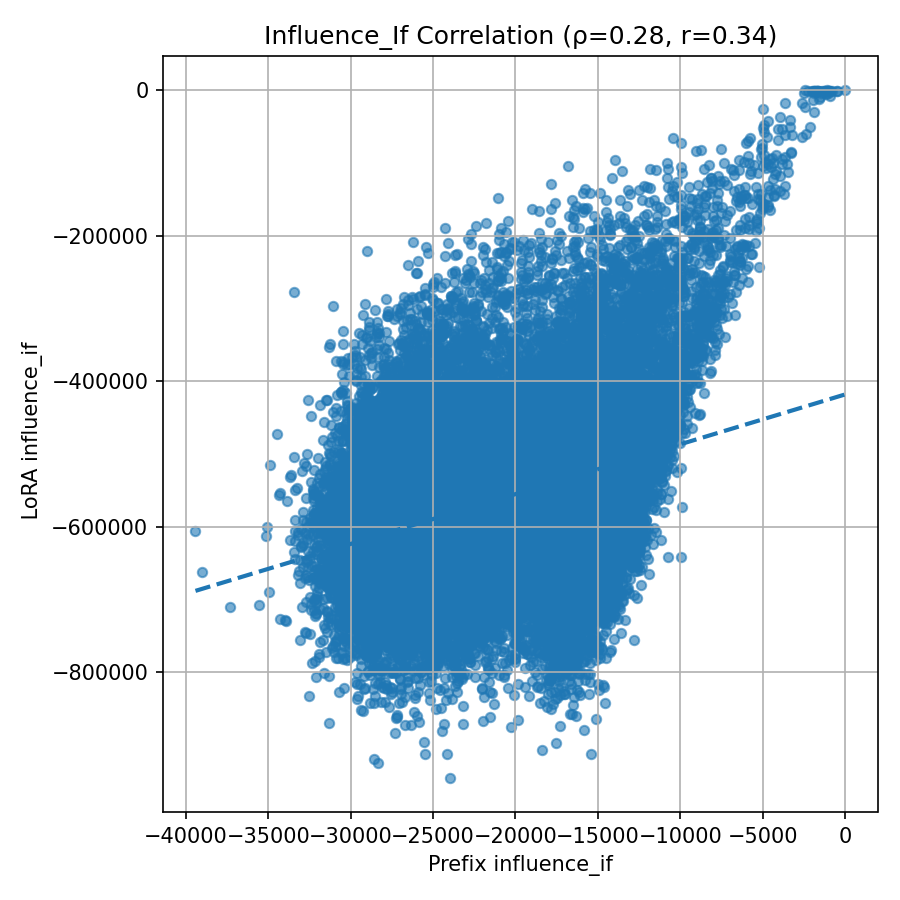 Influence_If Correlation (ρ=0.28, r=0.34)
0
−200000
−400000
−600000
−800000
LoRA influence_if
−40000 −35000 −30000 −25000 −20000 −15000 −10000 −5000 0
Prefix influence_if